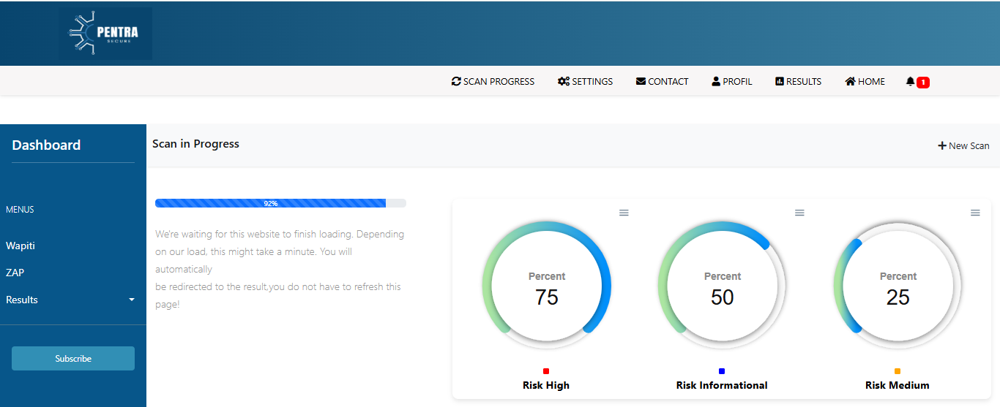 PENTRA
SECURE
SCAN PROGRESS
SETTINGS
CONTACT
PROFIL
RESULTS
HOME
1
Dashboard
Scan in Progress
New Scan
MENUS
Wapiti
ZAP
Results
Subscribe
92%
We're waiting for this website to finish loading. Depending
on our load, this might take a minute. You will
automatically
be redirected to the result,you do not have to refresh this
page!
Percent
75
Risk High
Percent
50
Risk Informational
Percent
25
Risk Medium